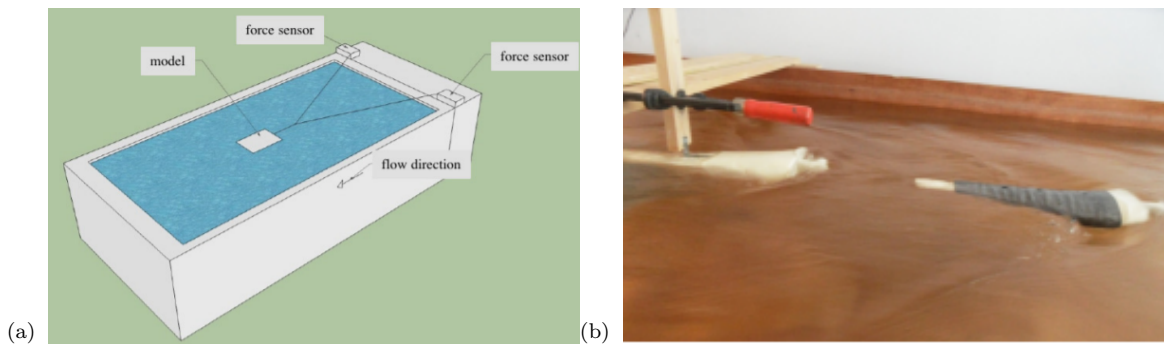 force sensor
force sensor
model
flow direction
(a)
(b)